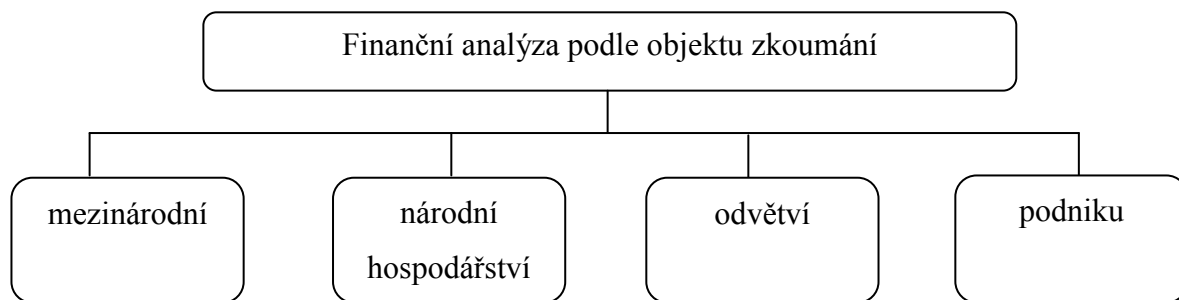 Finanční analýza podle objektu zkoumání
mezinárodní
národní
hospodářství
odvětví
podniku